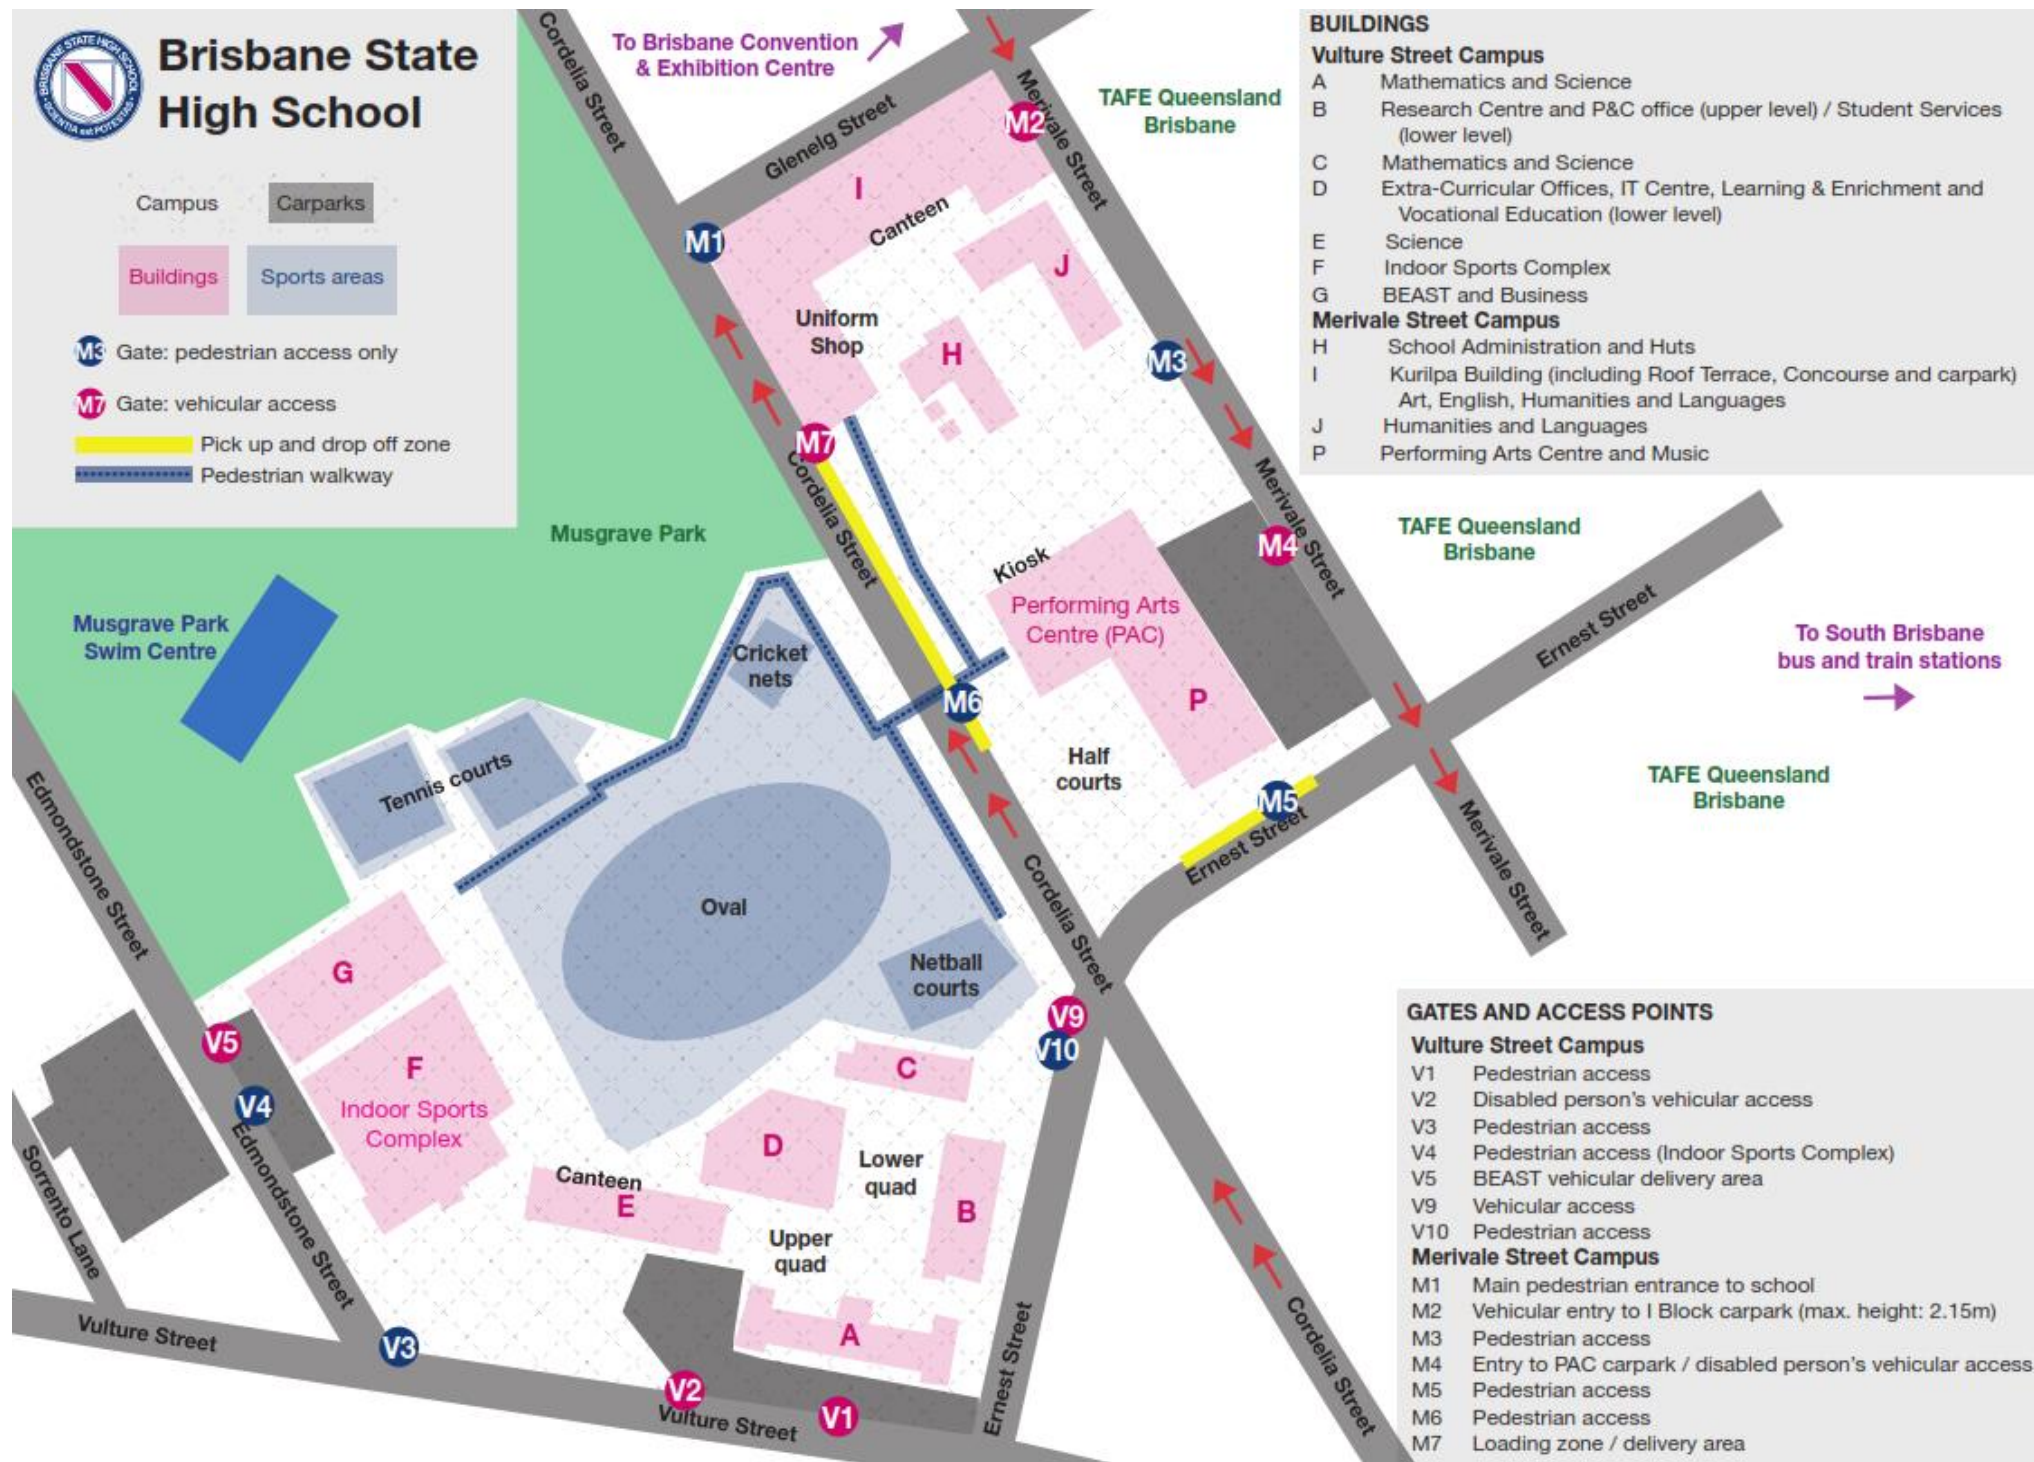 BRISBANE STATE HIGH SCHOOL
SCIENTIA est POTESTAS
Brisbane State
High School
Campus
Carparks
Buildings
Sports areas
M3 Gate: pedestrian access only
M7 Gate: vehicular access
Pick up and drop off zone
Pedestrian walkway
Cordelia Street
To Brisbane Convention
& Exhibition Centre
Glenelg Street
Merivale Street
M2
TAFE Queensland
Brisbane
I
Canteen
M1
J
Uniform
Shop
H
M3
M7
Cordelia Street
Merivale Street
M4
TAFE Queensland
Brisbane
Musgrave Park
Kiosk
Performing Arts
Centre (PAC)
P
Ernest Street
To South Brisbane
bus and train stations
Musgrave Park
Swim Centre
Cricket
nets
M6
Half
courts
M5
Ernest Street
TAFE Queensland
Brisbane
Merivale Street
Tennis courts
Edmondstone Street
Oval
Cordelia Street
Netball
courts
G
V9
V10
V5
F
Indoor Sports
Complex
C
V4
Edmondstone Street
D
Lower
quad
Canteen
E
B
Upper
quad
Sorrento Lane
A
Vulture Street
V3
V2
Vulture Street
V1
Ernest Street
Cordelia Street
BUILDINGS
Vulture Street Campus
A Mathematics and Science
B Research Centre and P&C office (upper level) / Student Services
(lower level)
C Mathematics and Science
D Extra-Curricular Offices, IT Centre, Learning & Enrichment and
Vocational Education (lower level)
E Science
F Indoor Sports Complex
G BEAST and Business
Merivale Street Campus
H School Administration and Huts
I Kurilpa Building (including Roof Terrace, Concourse and carpark)
Art, English, Humanities and Languages
J Humanities and Languages
P Performing Arts Centre and Music
GATES AND ACCESS POINTS
Vulture Street Campus
V1 Pedestrian access
V2 Disabled person's vehicular access
V3 Pedestrian access
V4 Pedestrian access (Indoor Sports Complex)
V5 BEAST vehicular delivery area
V9 Vehicular access
V10 Pedestrian access
Merivale Street Campus
M1 Main pedestrian entrance to school
M2 Vehicular entry to I Block carpark (max. height: 2.15m)
M3 Pedestrian access
M4 Entry to PAC carpark / disabled person's vehicular access
M5 Pedestrian access
M6 Pedestrian access
M7 Loading zone / delivery area